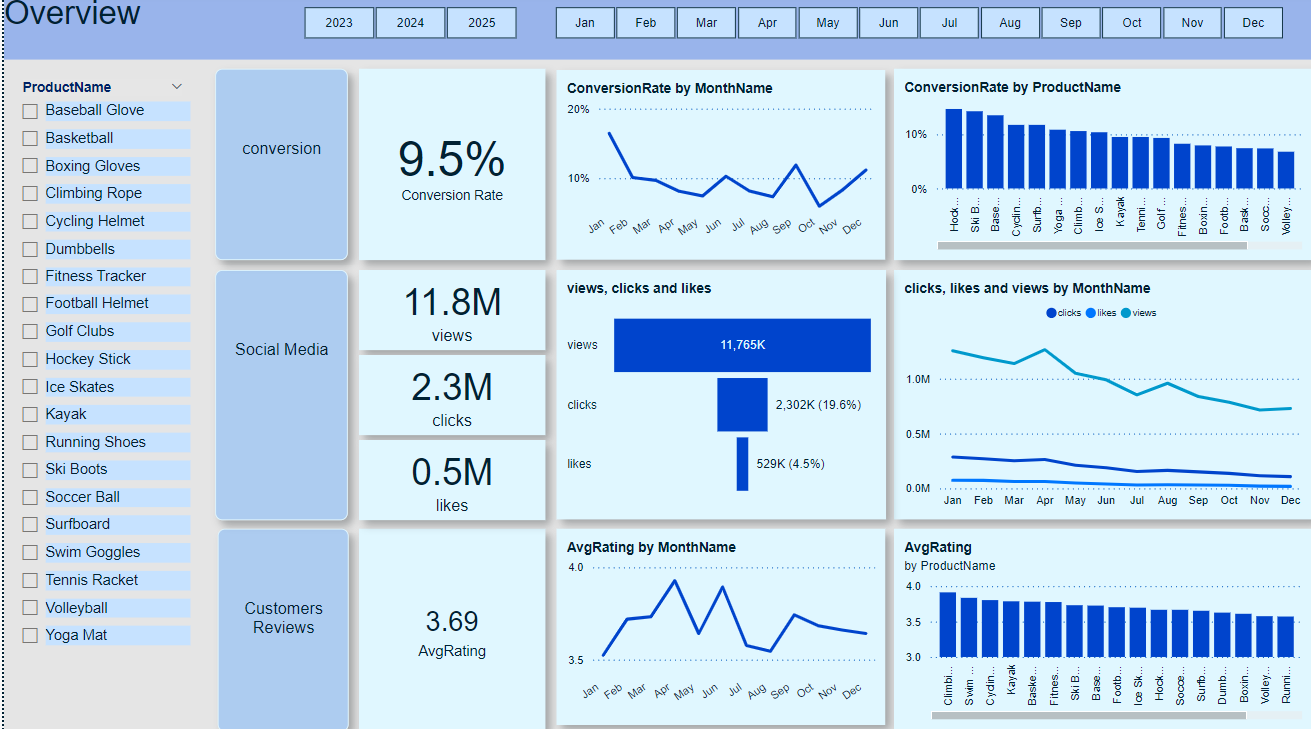 Overview
2023 2024 2025 Jan Feb Mar Apr May Jun Jul Aug Sep Oct Nov Dec
ProductName
Baseball Glove
Basketball
Boxing Gloves
Climbing Rope
Cycling Helmet
Dumbbells
Fitness Tracker
Football Helmet
Golf Clubs
Hockey Stick
Ice Skates
Kayak
Running Shoes
Ski Boots
Soccer Ball
Surfboard
Swim Goggles
Tennis Racket
Volleyball
Yoga Mat
conversion
9.5%
Conversion Rate
ConversionRate by MonthName
20%
10%
Jan Feb Mar Apr May Jun Jul Aug Sep Oct Nov Dec
ConversionRate by ProductName
10%
0%
Hock... Ski B... Base... Cyclin... Surfb... Yoga ... Climb... Ice S... Kayak Tenni... Golf ... Fitnes... Boxin... Footb... Bask... Socc... Volley...
Social Media
11.8M
views
2.3M
clicks
0.5M
likes
views, clicks and likes
views 11,765K
clicks 2,302K (19.6%)
likes 529K (4.5%)
clicks, likes and views by MonthName
clicks likes views
1.0M
0.5M
0.0M
Jan Feb Mar Apr May Jun Jul Aug Sep Oct Nov Dec
Customers
Reviews
3.69
AvgRating
AvgRating by MonthName
4.0
3.5
Jan Feb Mar Apr May Jun Jul Aug Sep Oct Nov Dec
AvgRating
by ProductName
4.0
3.5
3.0
Climbi... Swim ... Cyclin... Kayak Baske... Fitnes... Ski B... Base... Footb... Ice Sk... Hock... Socce... Surfb... Dumb... Boxin... Volley... Runni...